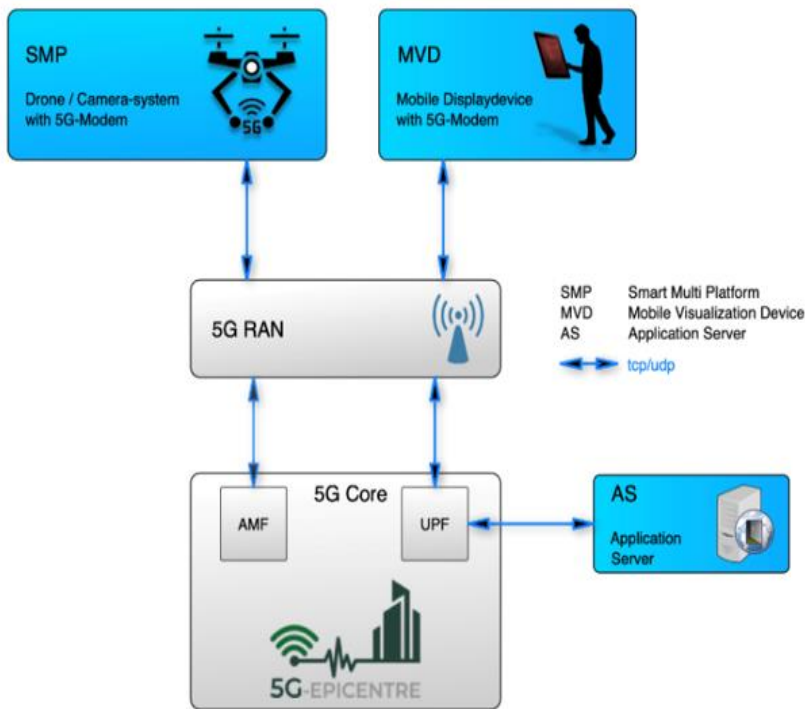 SMP
Drone / Camera-system
with 5G-Modem
5G
MVD
Mobile Displaydevice
with 5G-Modem
5G RAN
SMP Smart Multi Platform
MVD Mobile Visualization Device
AS Application Server
tcp/udp
5G Core
AMF
UPF
AS
Application
Server
5G-EPICENTRE